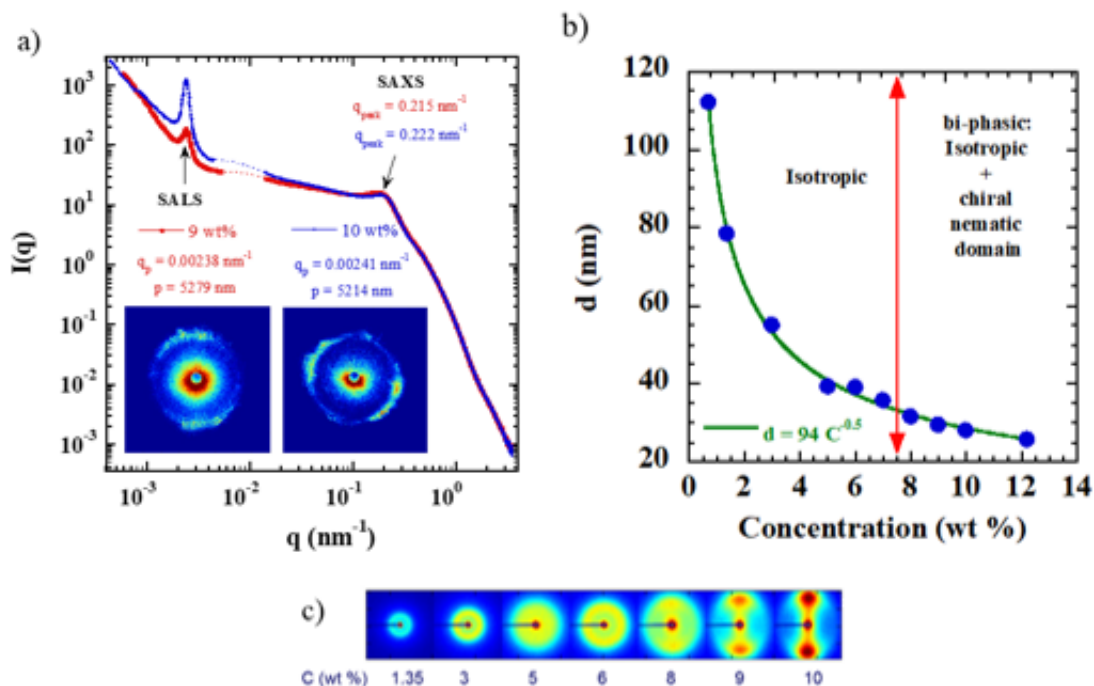 a)
10³
10²
10¹
10⁰
10⁻¹
10⁻²
10⁻³
I(q)
SAXS
q_peak = 0.215 nm⁻¹
q_peak = 0.222 nm⁻¹
SALS
9 wt%
q_p = 0.00238 nm⁻¹
p = 5279 nm
10 wt%
q_p = 0.00241 nm⁻¹
p = 5214 nm
10⁻³ 10⁻² 10⁻¹ 10⁰
q (nm⁻¹)
b)
120
100
80
60
40
20
d (nm)
Isotropic
bi-phasic:
Isotropic
+
chiral
nematic
domain
d = 94 C⁻⁰·⁵
0 2 4 6 8 10 12 14
Concentration (wt %)
c)
C (wt %) 1.35 3 5 6 8 9 10